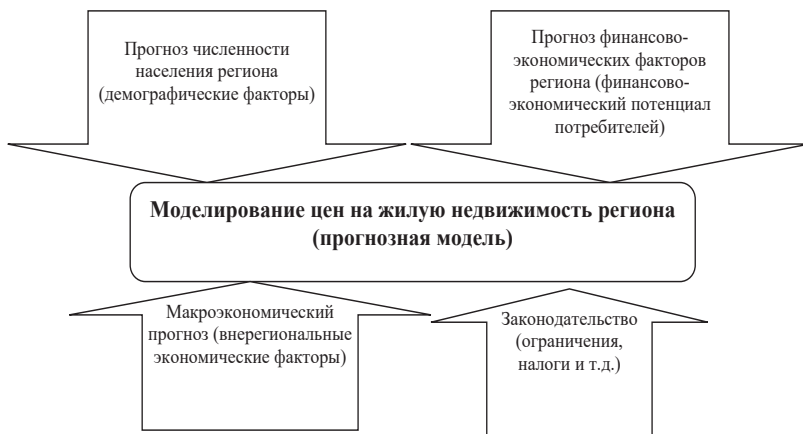 Прогноз численности
населения региона
(демографические факторы)
Прогноз финансово-
экономических факторов
региона (финансово-
экономический потенциал
потребителей)
Моделирование цен на жилую недвижимость региона
(прогнозная модель)
Макроэкономический
прогноз (внерегиональные
экономические факторы)
Законодательство
(ограничения,
налоги и т.д.)